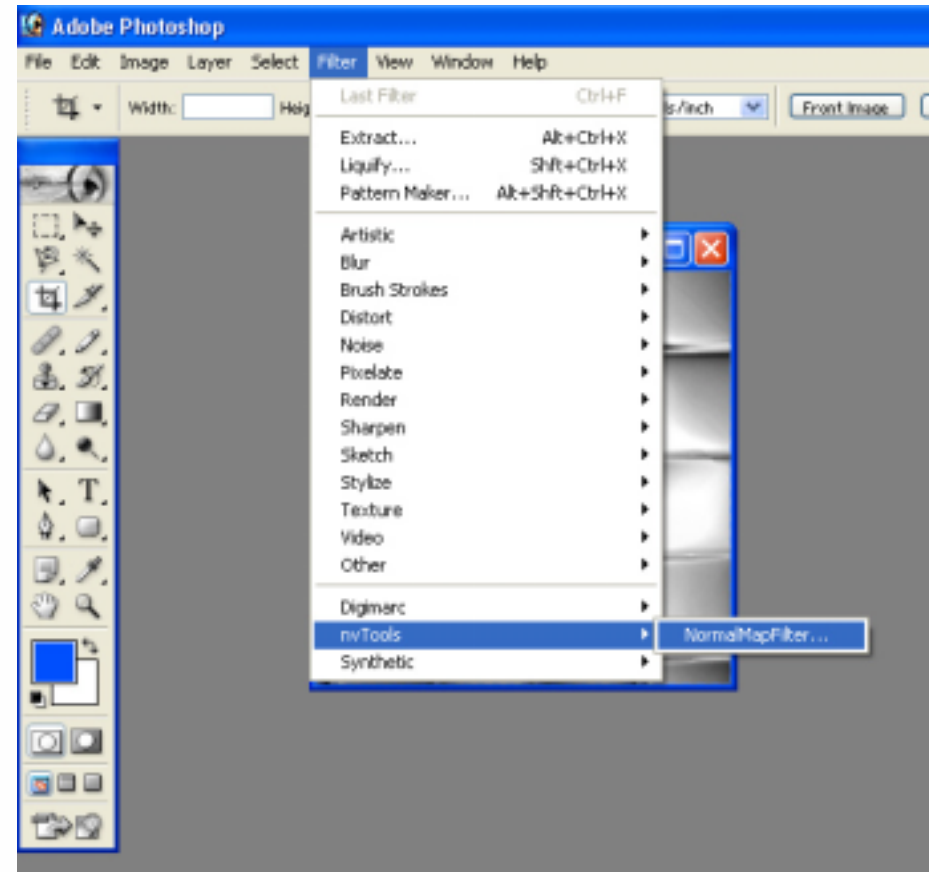 Adobe Photoshop
File Edit Image Layer Select Filter View Window Help
Width: Heig s/inch Front Image
Last Filter Ctrl+F
Extract... Alt+Ctrl+X
Liquify... Shft+Ctrl+X
Pattern Maker... Alt+Shft+Ctrl+X
Artistic
Blur
Brush Strokes
Distort
Noise
Pixelate
Render
Sharpen
Sketch
Stylize
Texture
Video
Other
Digimarc
nvTools NormalMapFilter...
Synthetic
T